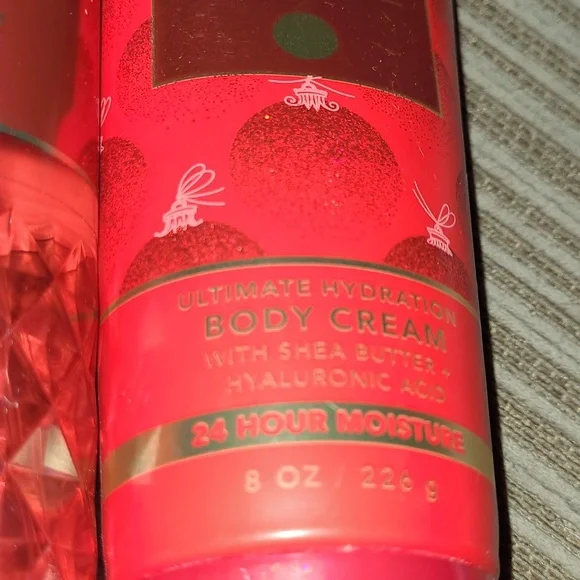 ULTIMATE HYDRATION
BODY CREAM
WITH SHEA BUTTER +
HYALURONIC ACID
24 HOUR MOISTURE
8 OZ / 226 g